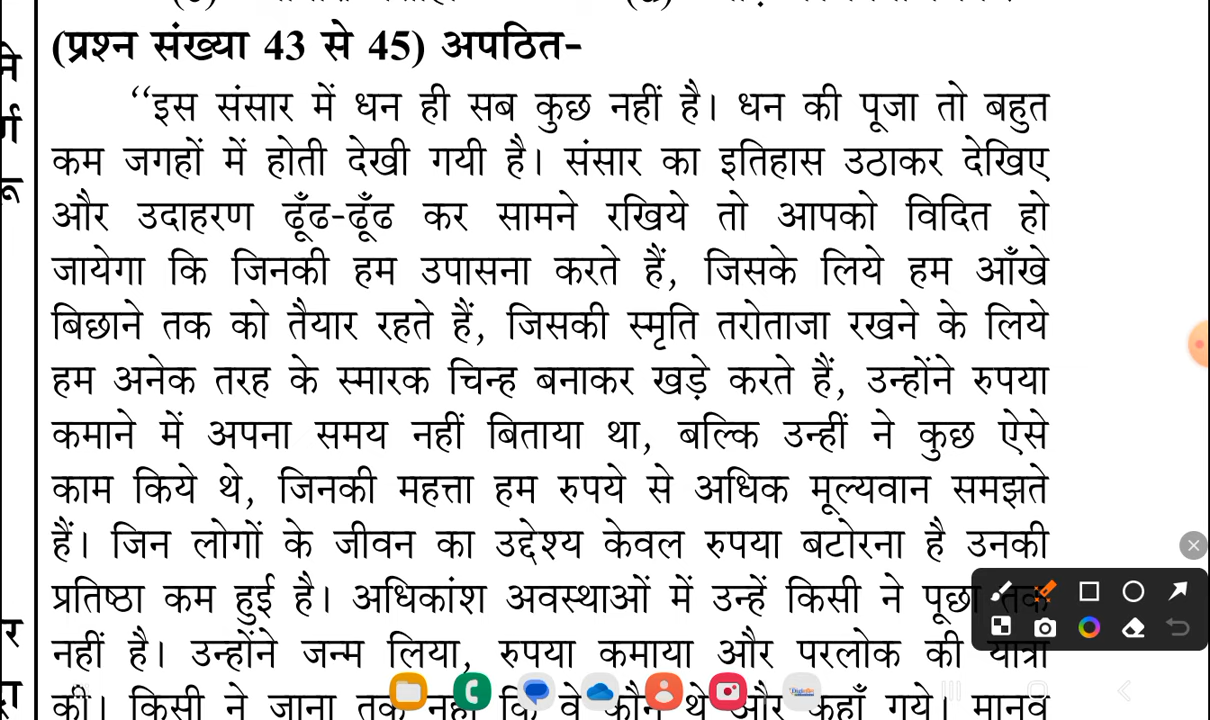 (प्रश्न संख्या 43 से 45) अपठित-
‘‘इस संसार में धन ही सब कुछ नहीं है। धन की पूजा तो बहुत
कम जगहों में होती देखी गयी है। संसार का इतिहास उठाकर देखिए
और उदाहरण ढूँढ-ढूँढ कर सामने रखिये तो आपको विदित हो
जायेगा कि जिनकी हम उपासना करते हैं, जिसके लिये हम आँखे
बिछाने तक को तैयार रहते हैं, जिसकी स्मृति तरोताजा रखने के लिये
हम अनेक तरह के स्मारक चिन्ह बनाकर खड़े करते हैं, उन्होंने रुपया
कमाने में अपना समय नहीं बिताया था, बल्कि उन्हीं ने कुछ ऐसे
काम किये थे, जिनकी महत्ता हम रुपये से अधिक मूल्यवान समझते
हैं। जिन लोगों के जीवन का उद्देश्य केवल रुपया बटोरना है उनकी
प्रतिष्ठा कम हुई है। अधिकांश अवस्थाओं में उन्हें किसी ने पूछा तक
नहीं है। उन्होंने जन्म लिया, रुपया कमाया और परलोक की यात्रा
की। किसी ने जाना तक नहीं कि वे कौन थे और कहाँ गये। मानव